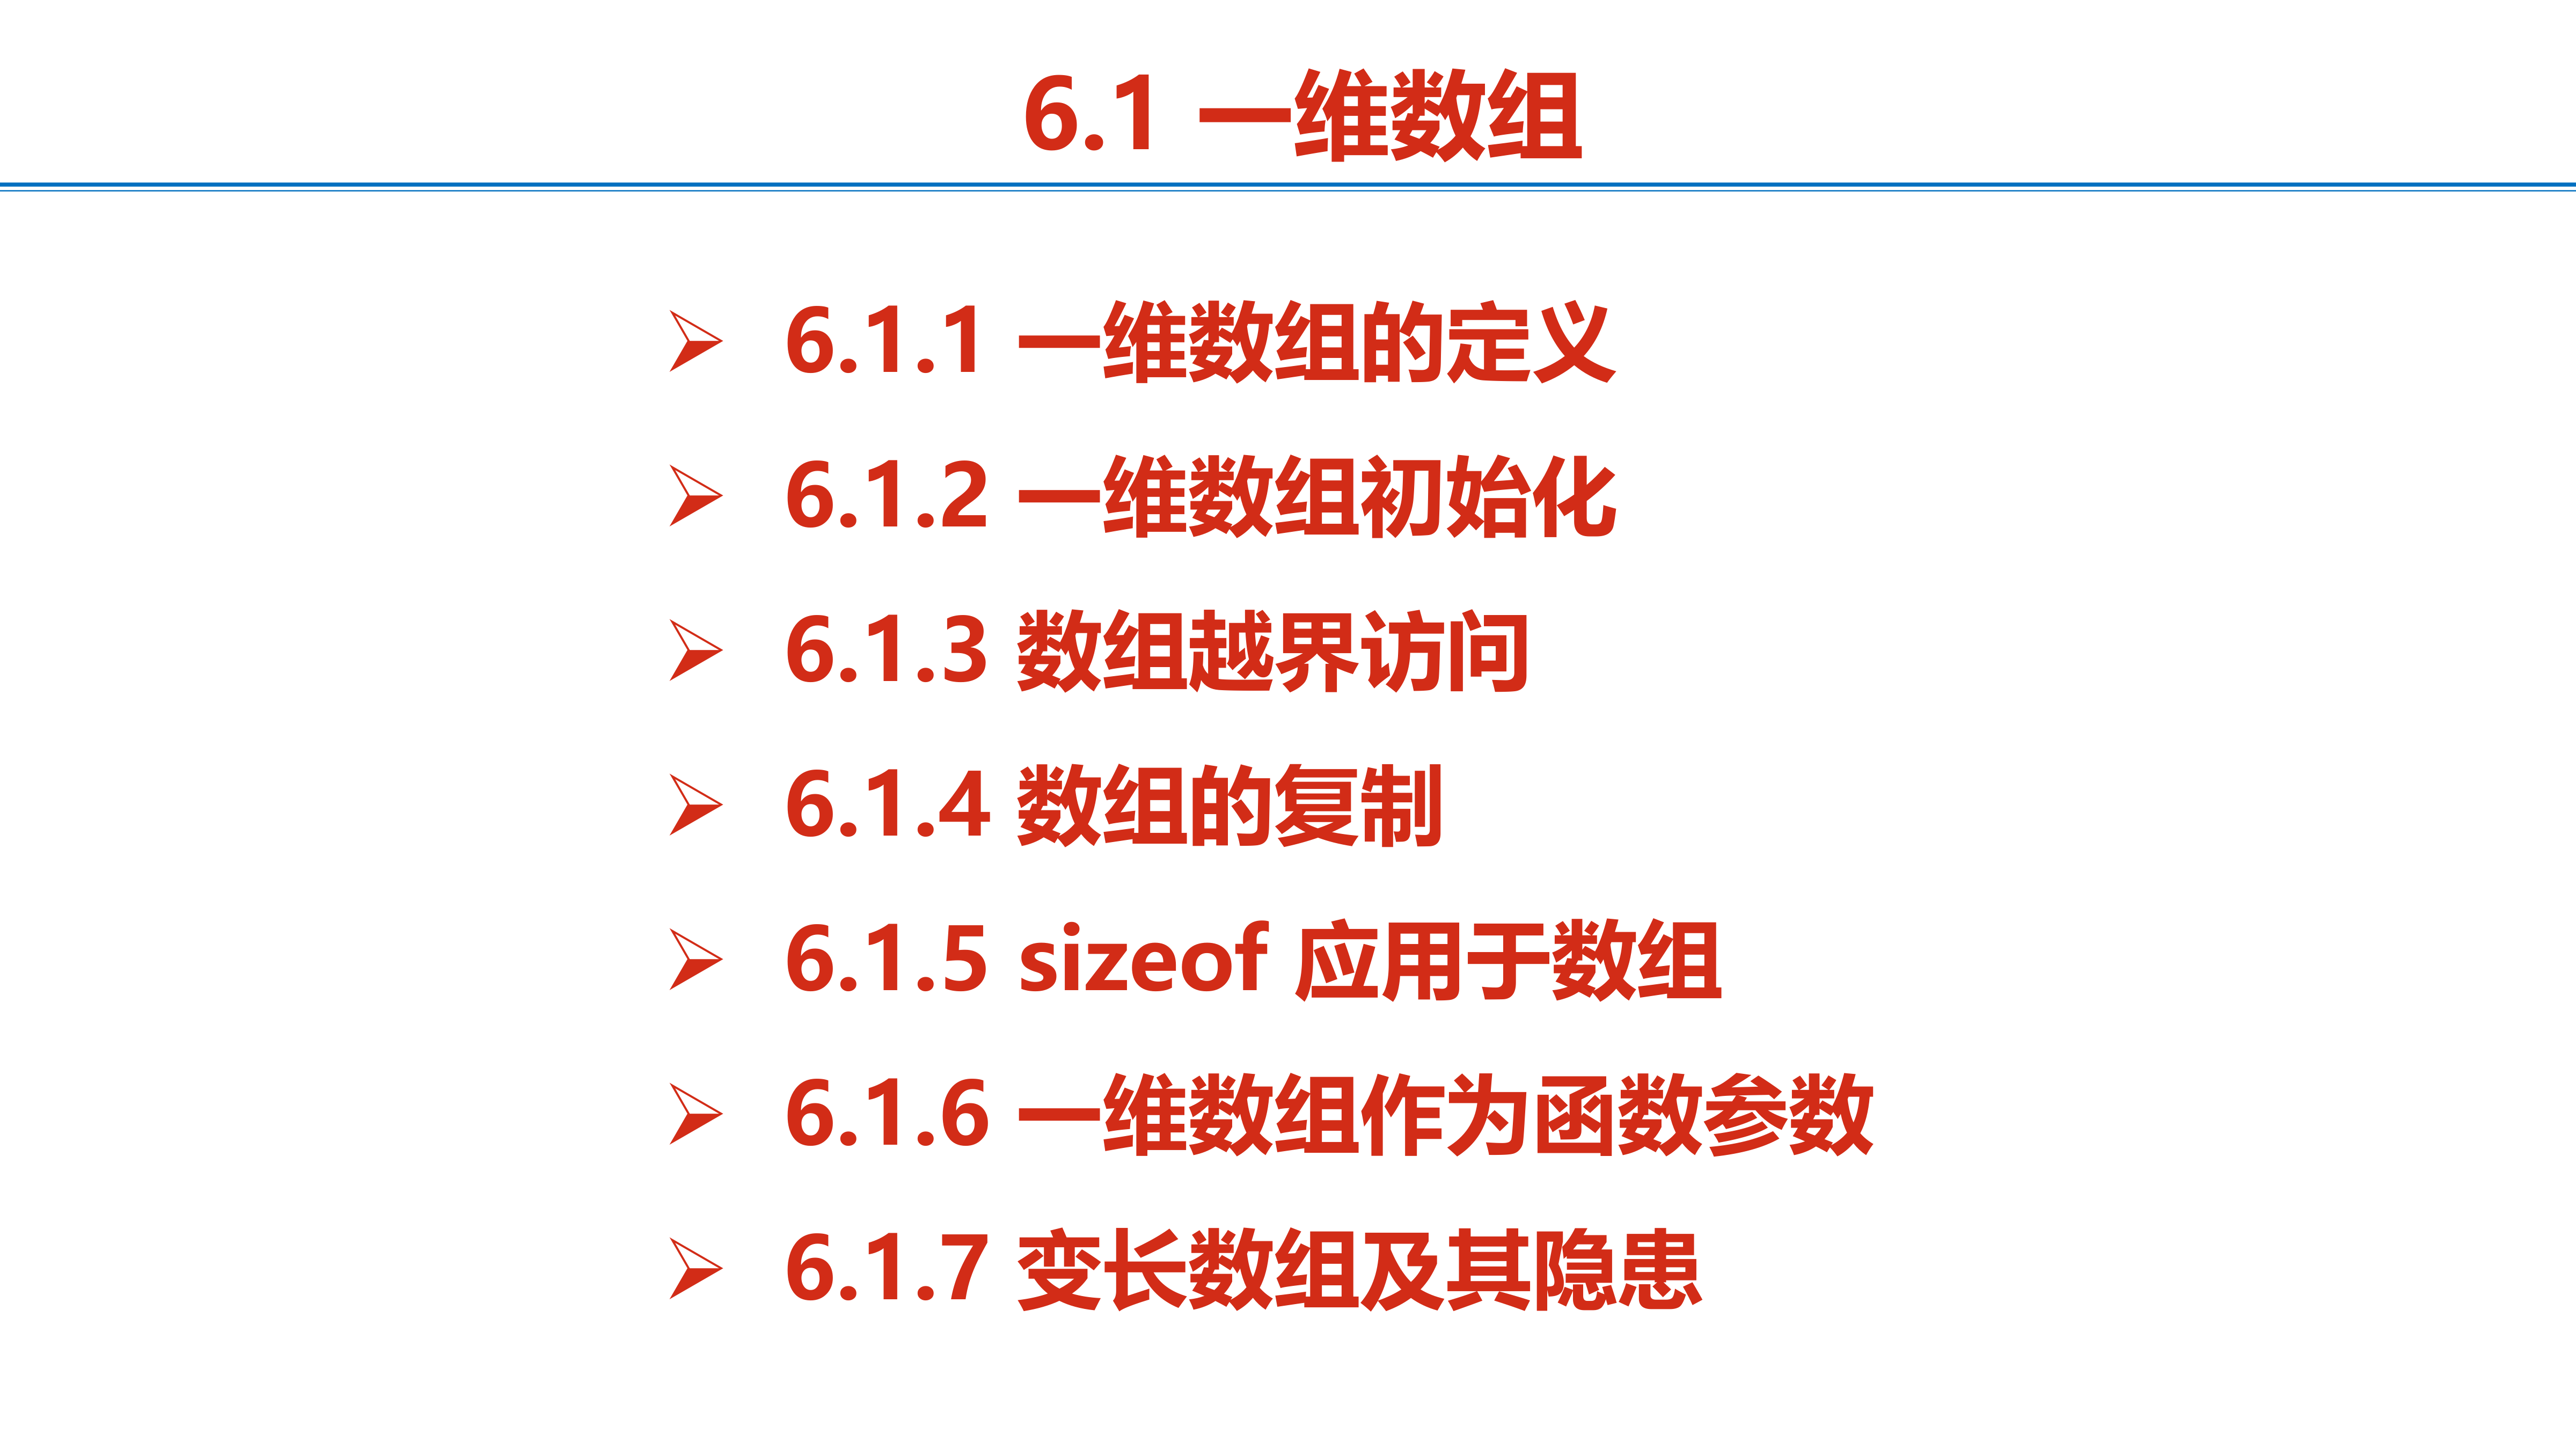 6.1 一维数组
6.1.1 一维数组的定义
6.1.2 一维数组初始化
6.1.3 数组越界访问
6.1.4 数组的复制
6.1.5 sizeof 应用于数组
6.1.6 一维数组作为函数参数
6.1.7 变长数组及其隐患